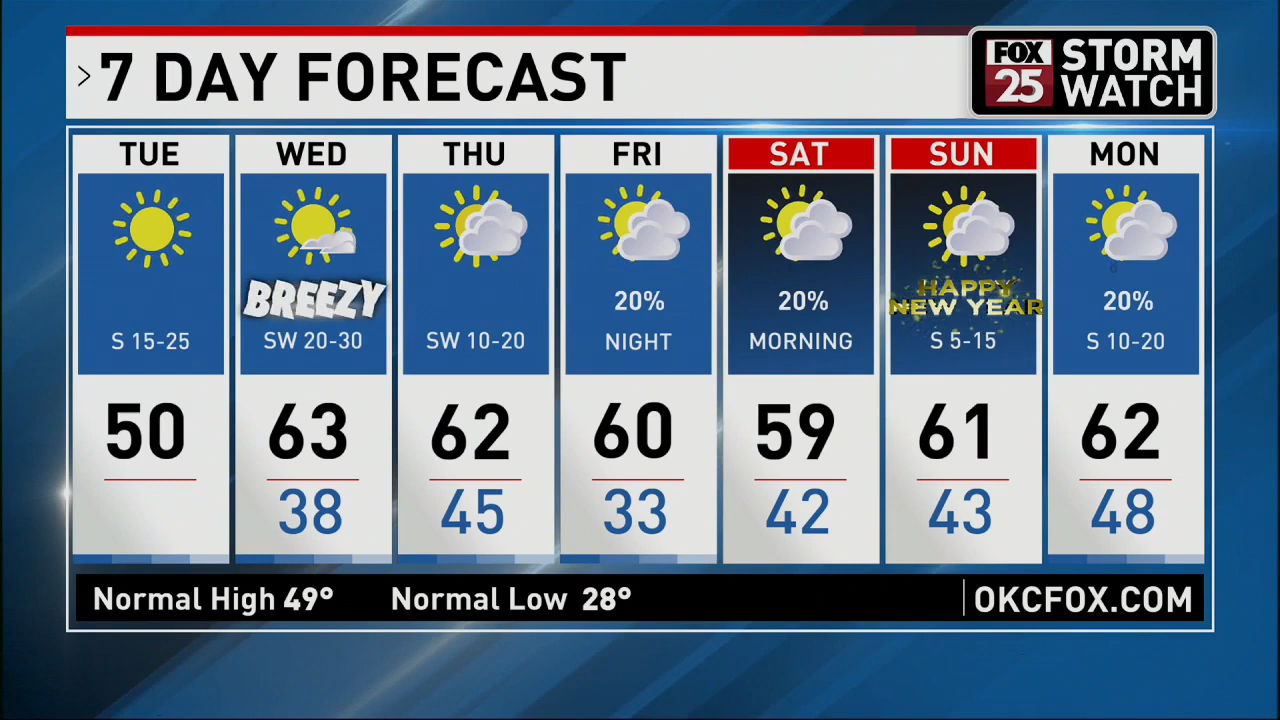 > 7 DAY FORECAST
FOX 25
STORM WATCH
TUE
S 15-25
50
WED
BREEZY
SW 20-30
63
38
THU
SW 10-20
62
45
FRI
20%
NIGHT
60
33
SAT
20%
MORNING
59
42
SUN
HAPPY
NEW YEAR
S 5-15
61
43
MON
20%
S 10-20
62
48
Normal High 49° Normal Low 28° OKCFOX.COM